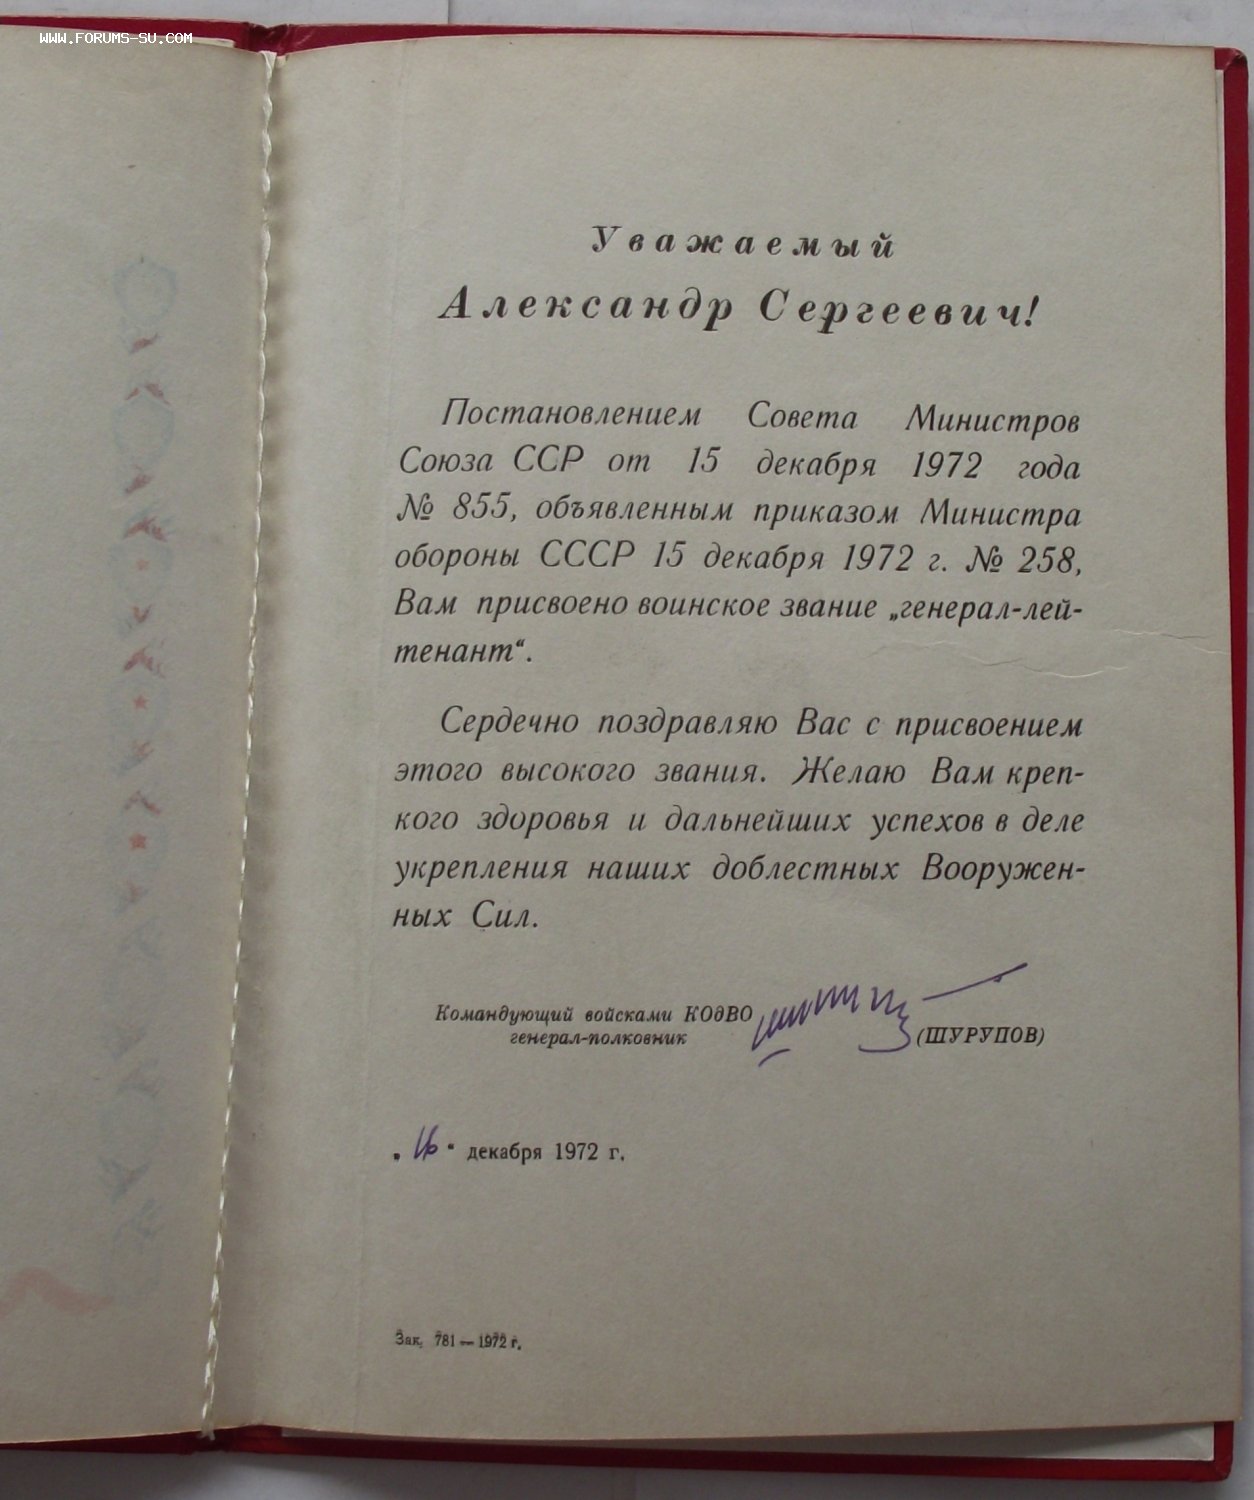 WWW.FORUMS-SU.COM
Уважаемый
Александр Сергеевич!
Постановлением Совета Министров
Союза ССР от 15 декабря 1972 года
№ 855, объявленным приказом Министра
обороны СССР 15 декабря 1972 г. № 258,
Вам присвоено воинское звание „генерал-лей-
тенант“.
Сердечно поздравляю Вас с присвоением
этого высокого звания. Желаю Вам креп-
кого здоровья и дальнейших успехов в деле
укрепления наших доблестных Вооружен-
ных Сил.
Командующий войсками КОдВО
генерал-полковник
(ШУРУПОВ)
„16“ декабря 1972 г.
Зак. 781—1972 г.